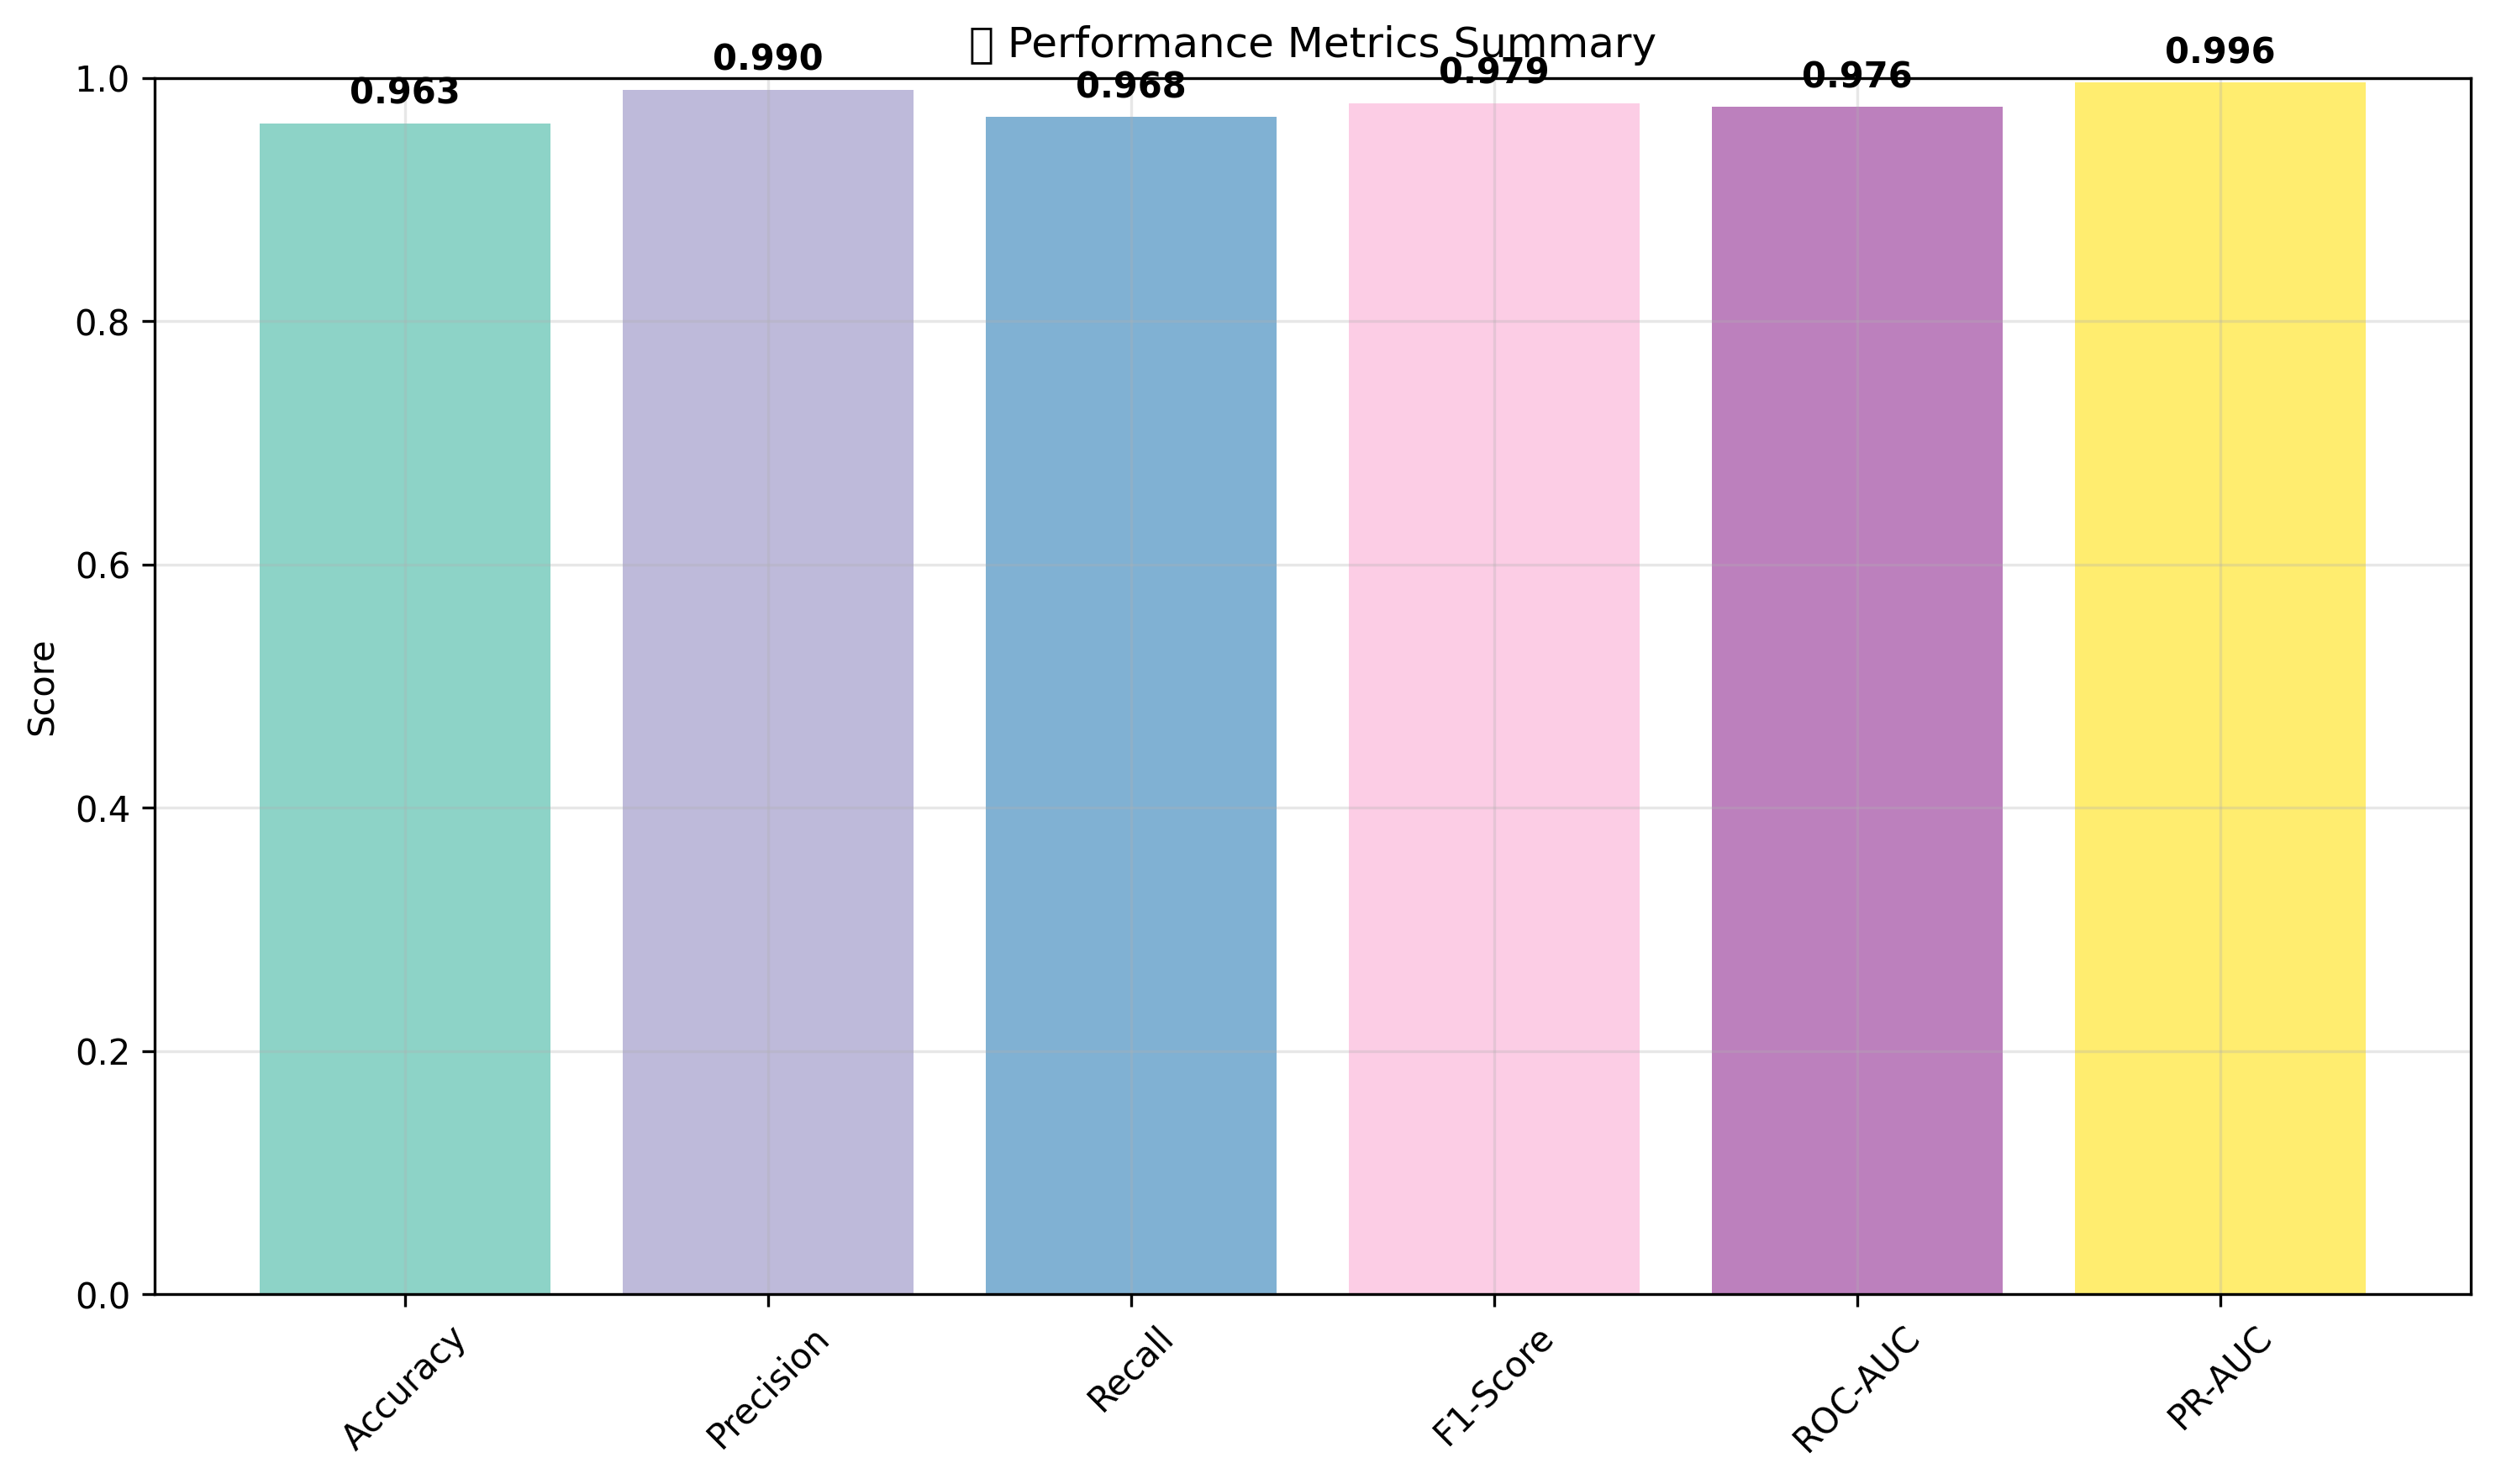 Performance Metrics Summary
0.963
0.990
0.968
0.979
0.976
0.996
1.0
0.8
0.6
0.4
0.2
0.0
Score
Accuracy
Precision
Recall
F1-Score
ROC-AUC
PR-AUC